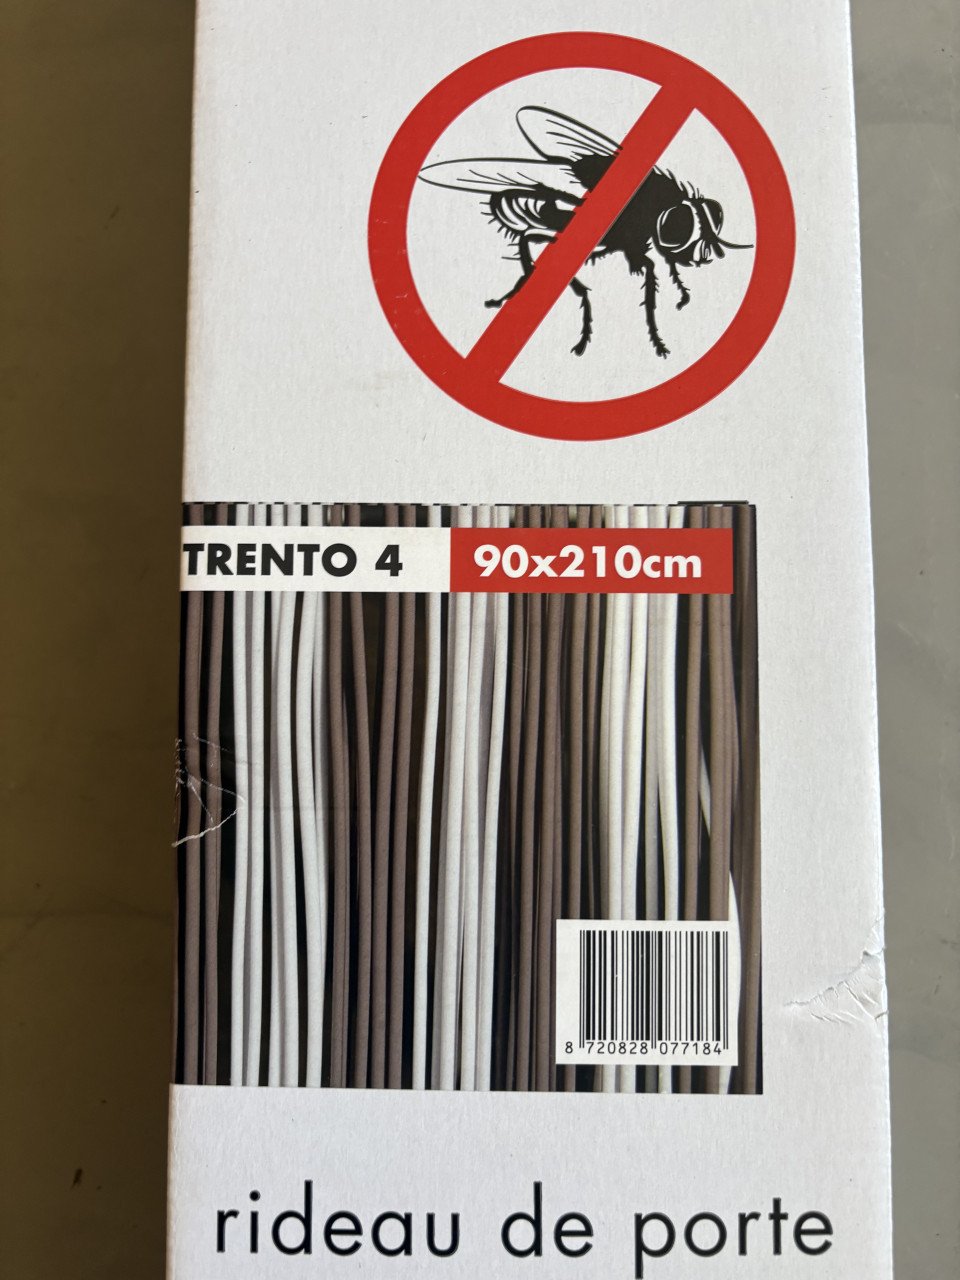 TRENTO 4
90x210cm
8 720828 077184
rideau de porte